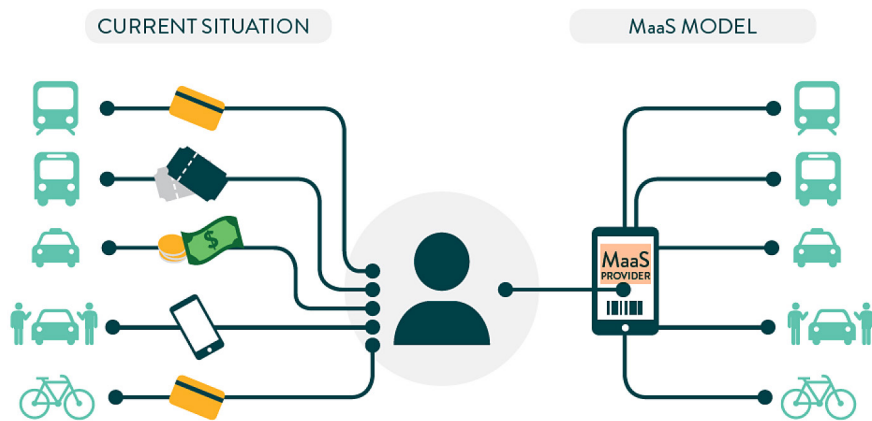 CURRENT SITUATION
MaaS MODEL
$
MaaS
PROVIDER